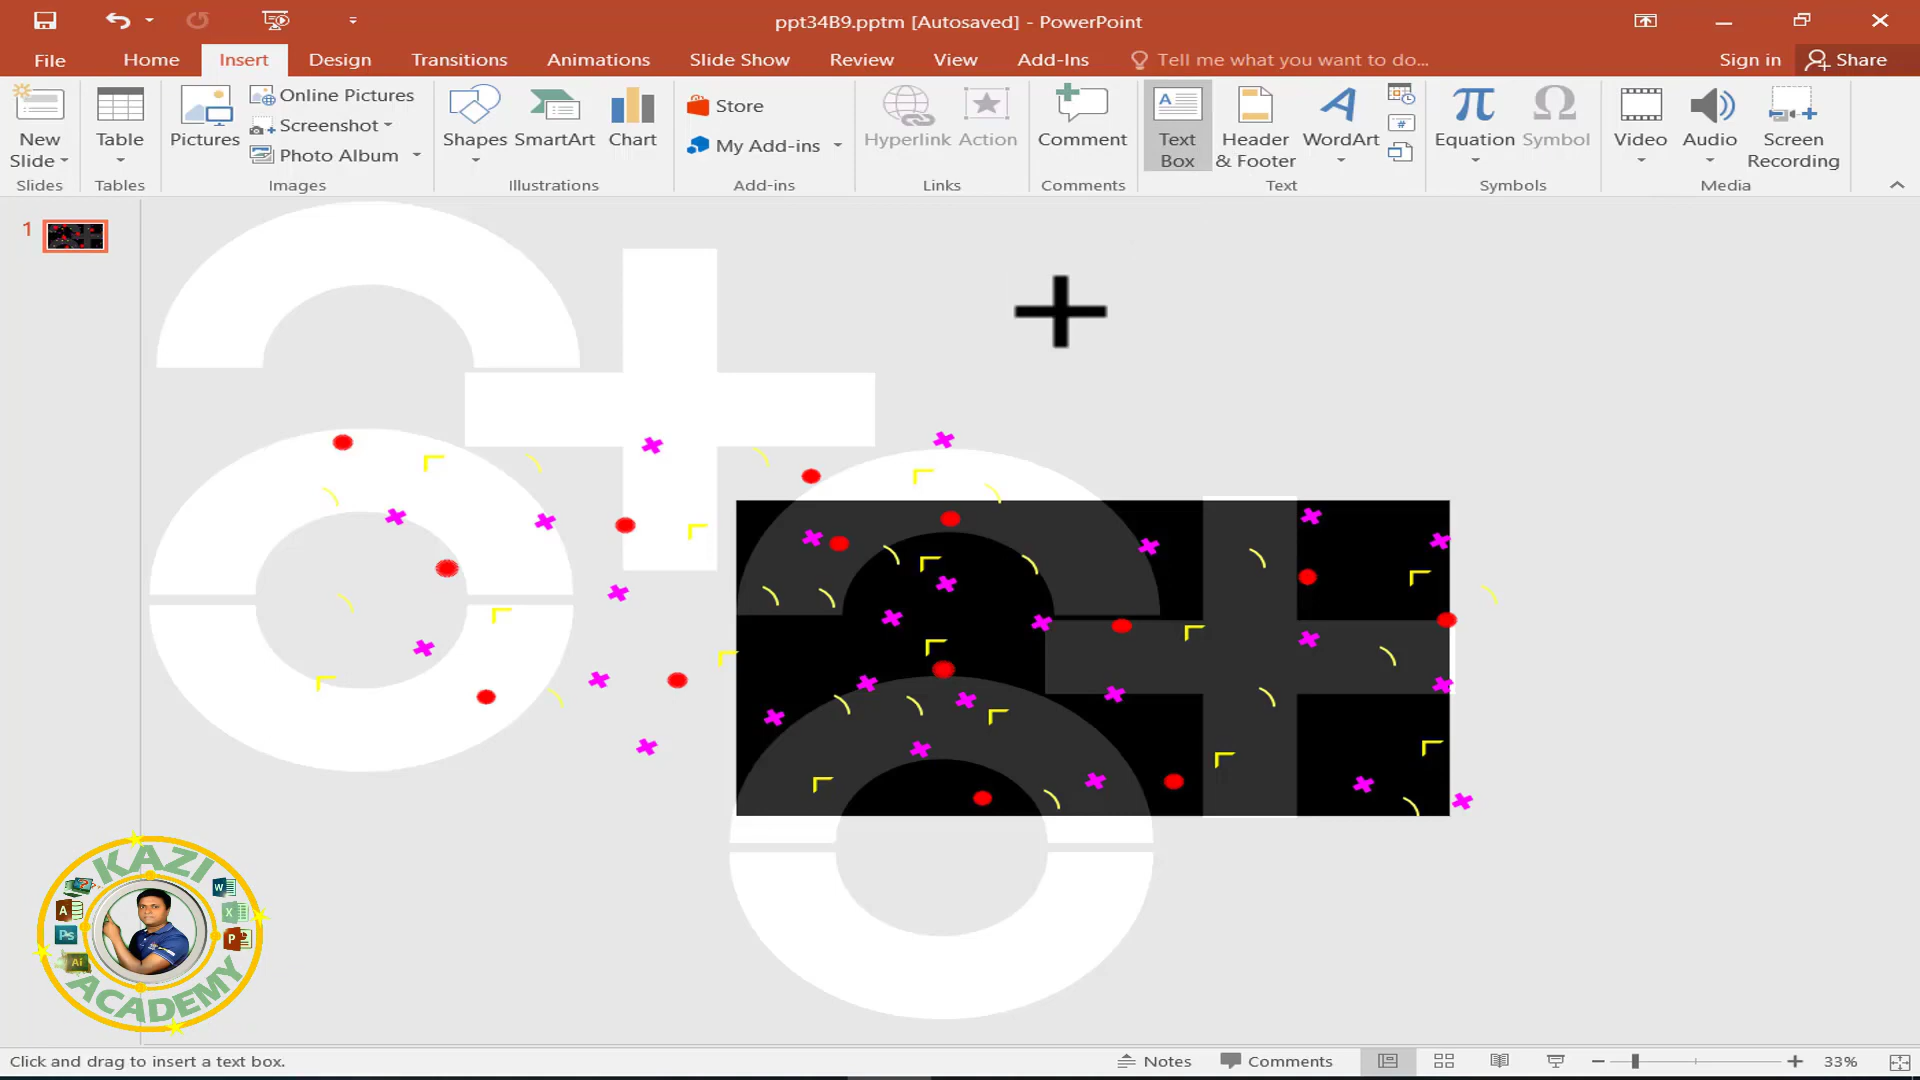 ppt34B9.pptm [Autosaved] - PowerPoint
File Home Insert Design Transitions Animations Slide Show Review View Add-Ins Tell me what you want to do... Sign in Share
New Slide
Table
Pictures
Online Pictures
Screenshot
Photo Album
Shapes
SmartArt
Chart
Store
My Add-ins
Hyperlink
Action
Comment
Text Box
Header & Footer
WordArt
Equation
Symbol
Video
Audio
Screen Recording
Slides Tables Images Illustrations Add-ins Links Comments Text Symbols Media
1
KAZI
ACADEMY
Click and drag to insert a text box.
Notes Comments 33%